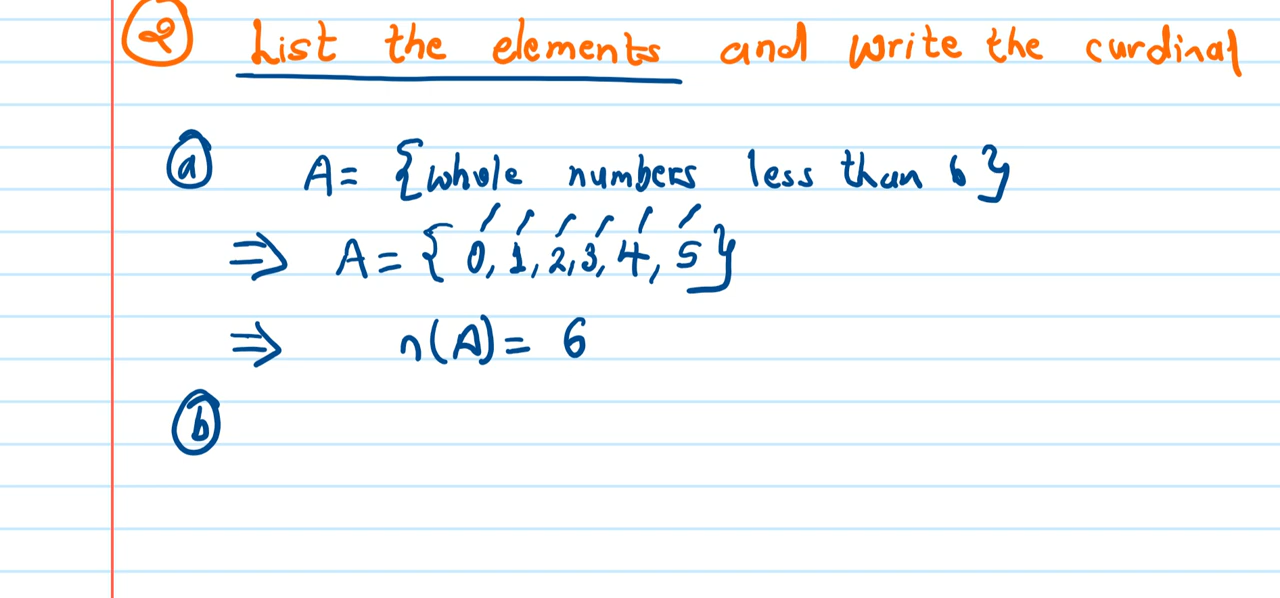 ② List the elements and write the curdinal
ⓐ A = {whole numbers less than 6}
⇒ A = { 0, 1, 2, 3, 4, 5}
⇒ n(A) = 6
ⓑ